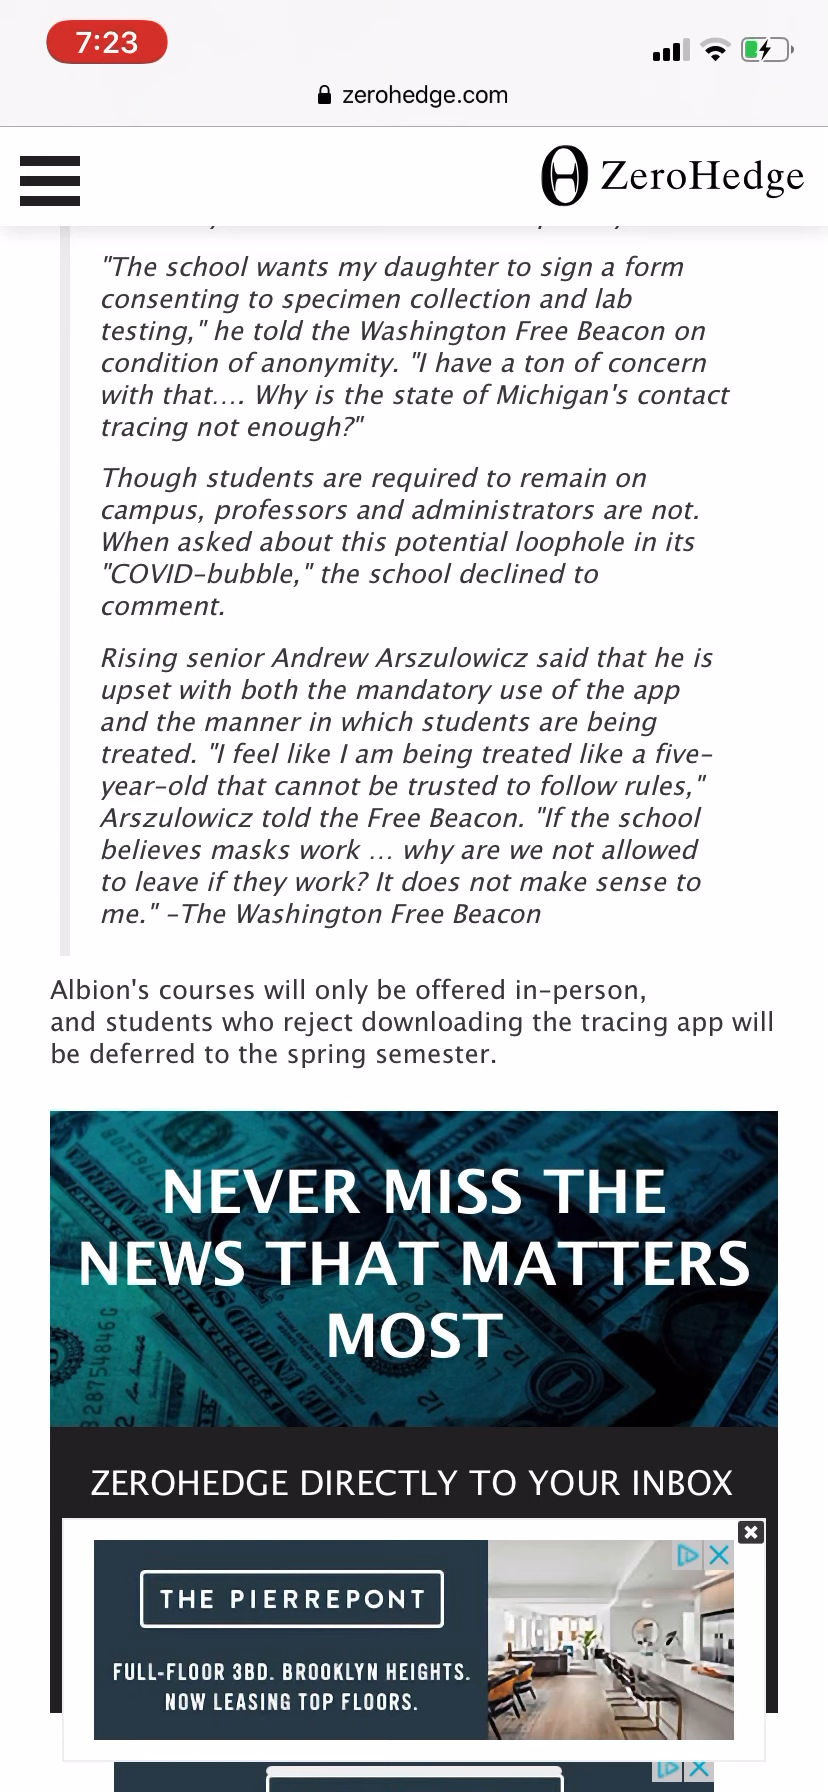 7:23
zerohedge.com
ZeroHedge
"The school wants my daughter to sign a form
consenting to specimen collection and lab
testing," he told the Washington Free Beacon on
condition of anonymity. "I have a ton of concern
with that…. Why is the state of Michigan's contact
tracing not enough?"
Though students are required to remain on
campus, professors and administrators are not.
When asked about this potential loophole in its
"COVID-bubble," the school declined to
comment.
Rising senior Andrew Arszulowicz said that he is
upset with both the mandatory use of the app
and the manner in which students are being
treated. "I feel like I am being treated like a five-
year-old that cannot be trusted to follow rules,"
Arszulowicz told the Free Beacon. "If the school
believes masks work … why are we not allowed
to leave if they work? It does not make sense to
me." -The Washington Free Beacon
Albion's courses will only be offered in-person,
and students who reject downloading the tracing app will
be deferred to the spring semester.
NEVER MISS THE
NEWS THAT MATTERS
MOST
ZEROHEDGE DIRECTLY TO YOUR INBOX
THE PIERREPONT
FULL-FLOOR 3BD. BROOKLYN HEIGHTS.
NOW LEASING TOP FLOORS.